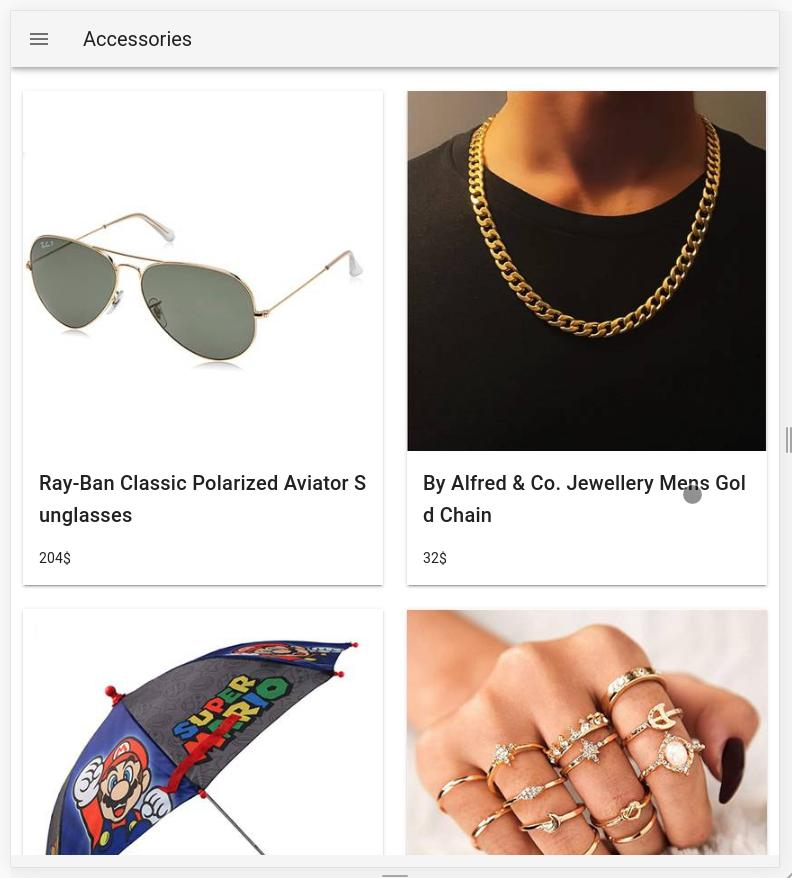 Accessories
Ray-Ban Classic Polarized Aviator S
unglasses
204$
By Alfred & Co. Jewellery Mens Gol
d Chain
32$
SUPER
MARIO